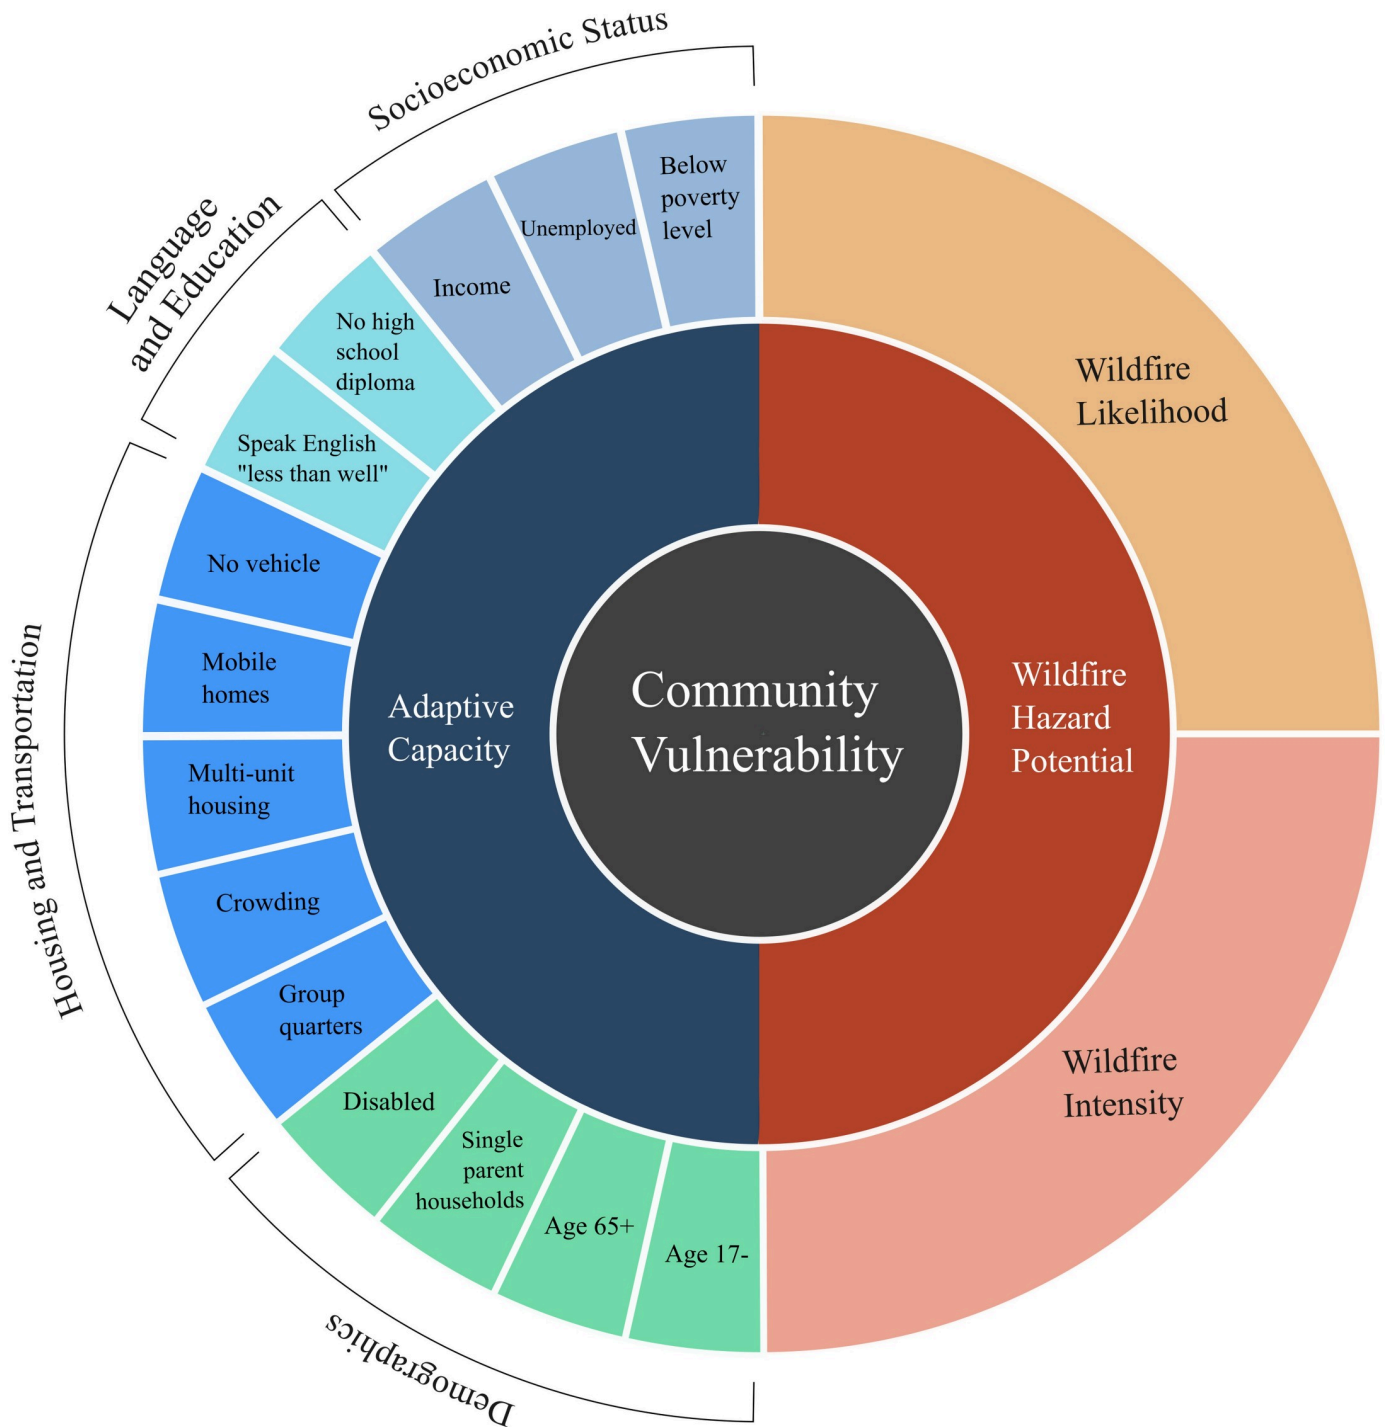 Socioeconomic Status
Language
and Education
Housing and Transportation
Demographics
Below
poverty
level
Unemployed
Income
No high
school
diploma
Speak English
"less than well"
No vehicle
Mobile
homes
Multi-unit
housing
Crowding
Group
quarters
Disabled
Single
parent
households
Age 65+
Age 17-
Adaptive
Capacity
Community
Vulnerability
Wildfire
Hazard
Potential
Wildfire
Likelihood
Wildfire
Intensity